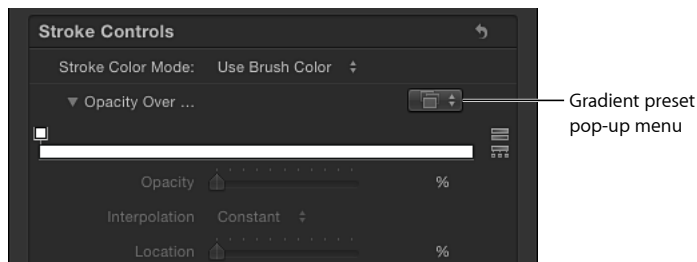 Stroke Controls
Stroke Color Mode: Use Brush Color
Opacity Over ...
Gradient preset
pop-up menu
Opacity %
Interpolation Constant
Location %